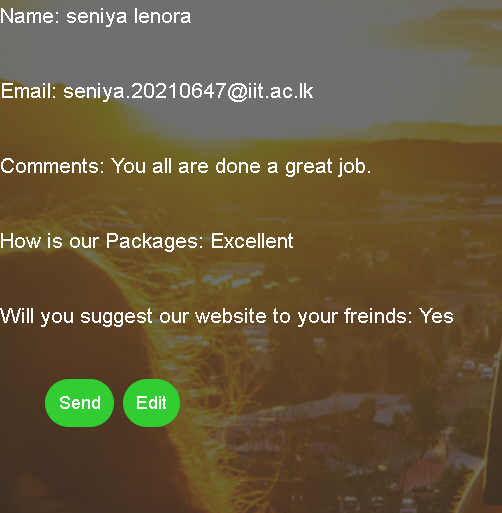 Name: seniya lenora
Email: seniya.20210647@iit.ac.lk
Comments: You all are done a great job.
How is our Packages: Excellent
Will you suggest our website to your freinds: Yes
Send Edit